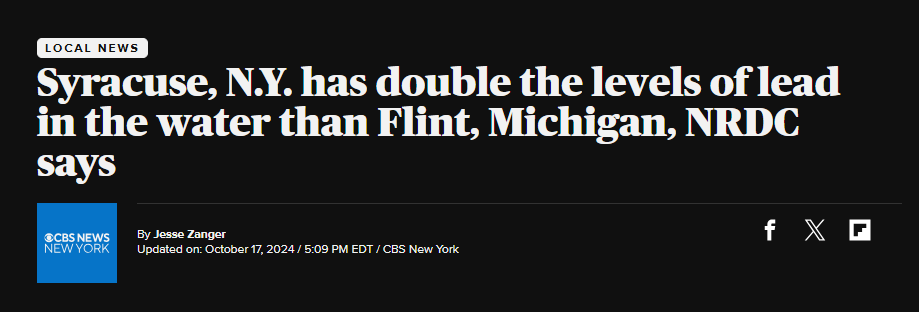 LOCAL NEWS
Syracuse, N.Y. has double the levels of lead
in the water than Flint, Michigan, NRDC
says
CBS NEWS
NEW YORK
By Jesse Zanger
Updated on: October 17, 2024 / 5:09 PM EDT / CBS New York